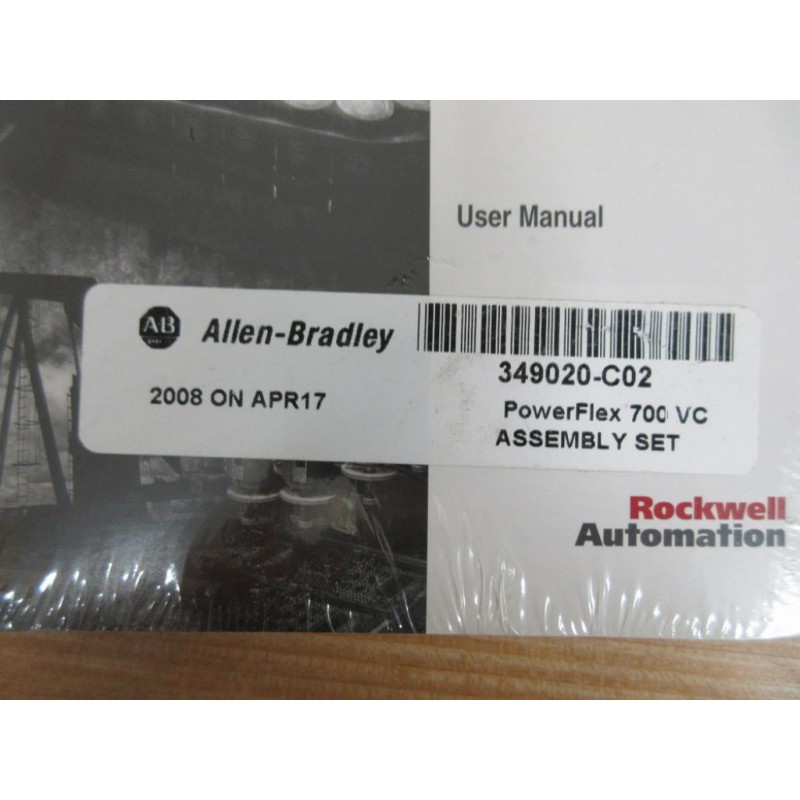 User Manual
AB
Allen-Bradley
349020-C02
2008 ON APR17
PowerFlex 700 VC
ASSEMBLY SET
Rockwell
Automation